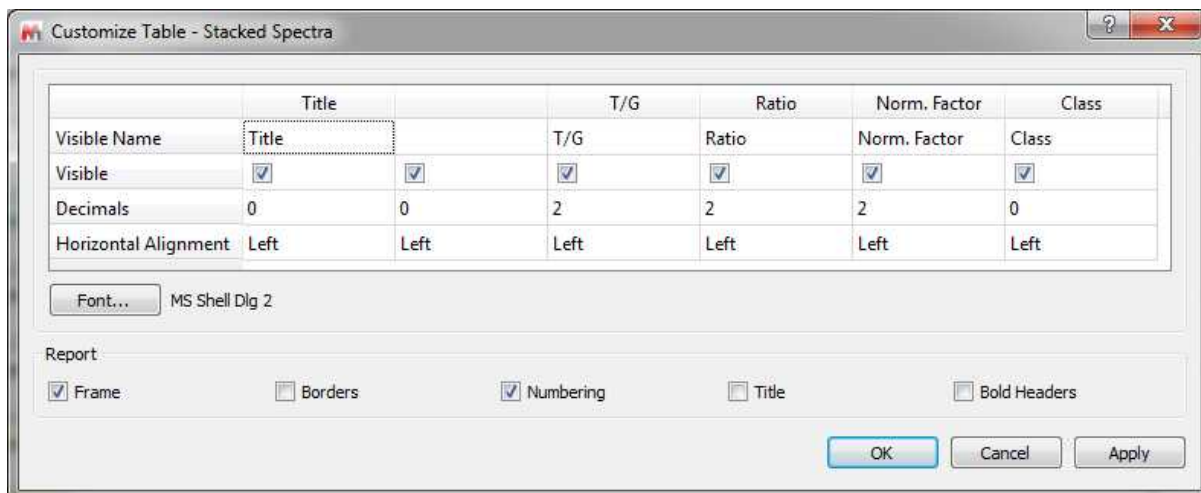 Customize Table - Stacked Spectra
Title T/G Ratio Norm. Factor Class
Visible Name Title T/G Ratio Norm. Factor Class
Visible
Decimals 0 0 2 2 2 0
Horizontal Alignment Left Left Left Left Left Left
Font... MS Shell Dlg 2
Report
Frame Borders Numbering Title Bold Headers
OK Cancel Apply